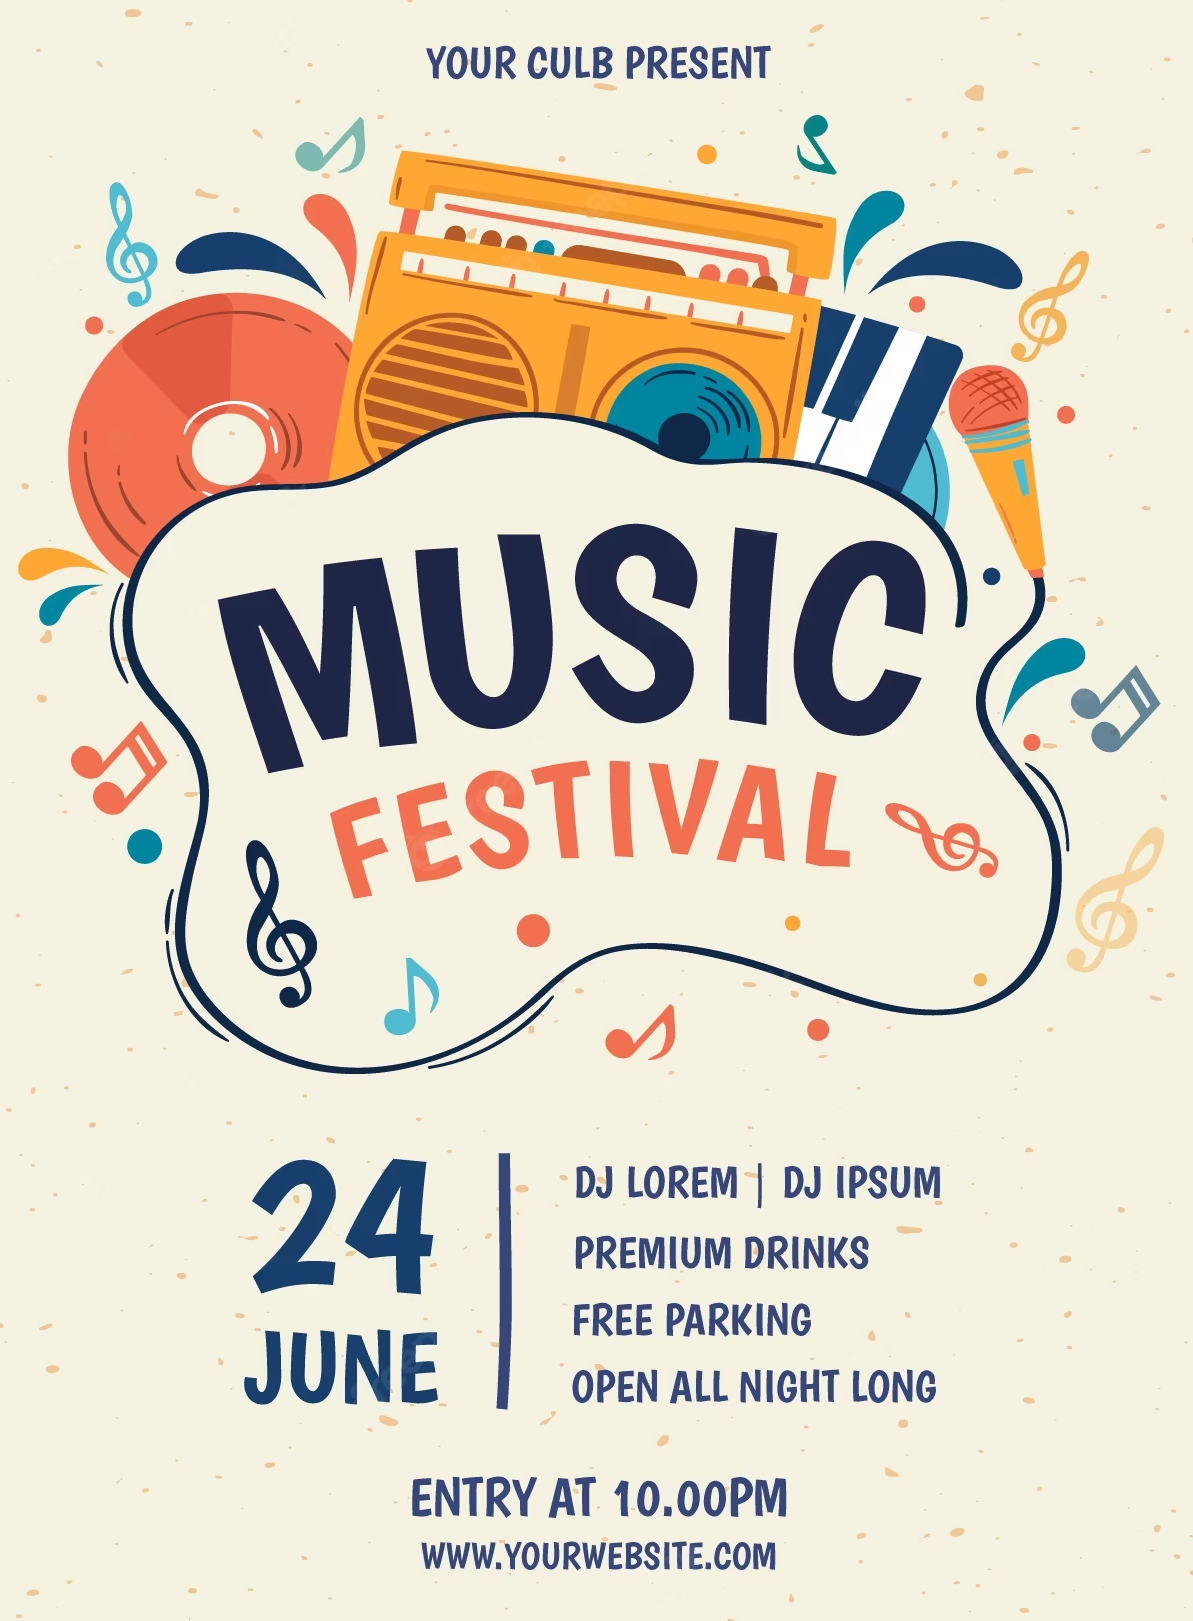 YOUR CULB PRESENT
MUSIC
FESTIVAL
24
JUNE
DJ LOREM | DJ IPSUM
PREMIUM DRINKS
FREE PARKING
OPEN ALL NIGHT LONG
ENTRY AT 10.00PM
WWW.YOURWEBSITE.COM